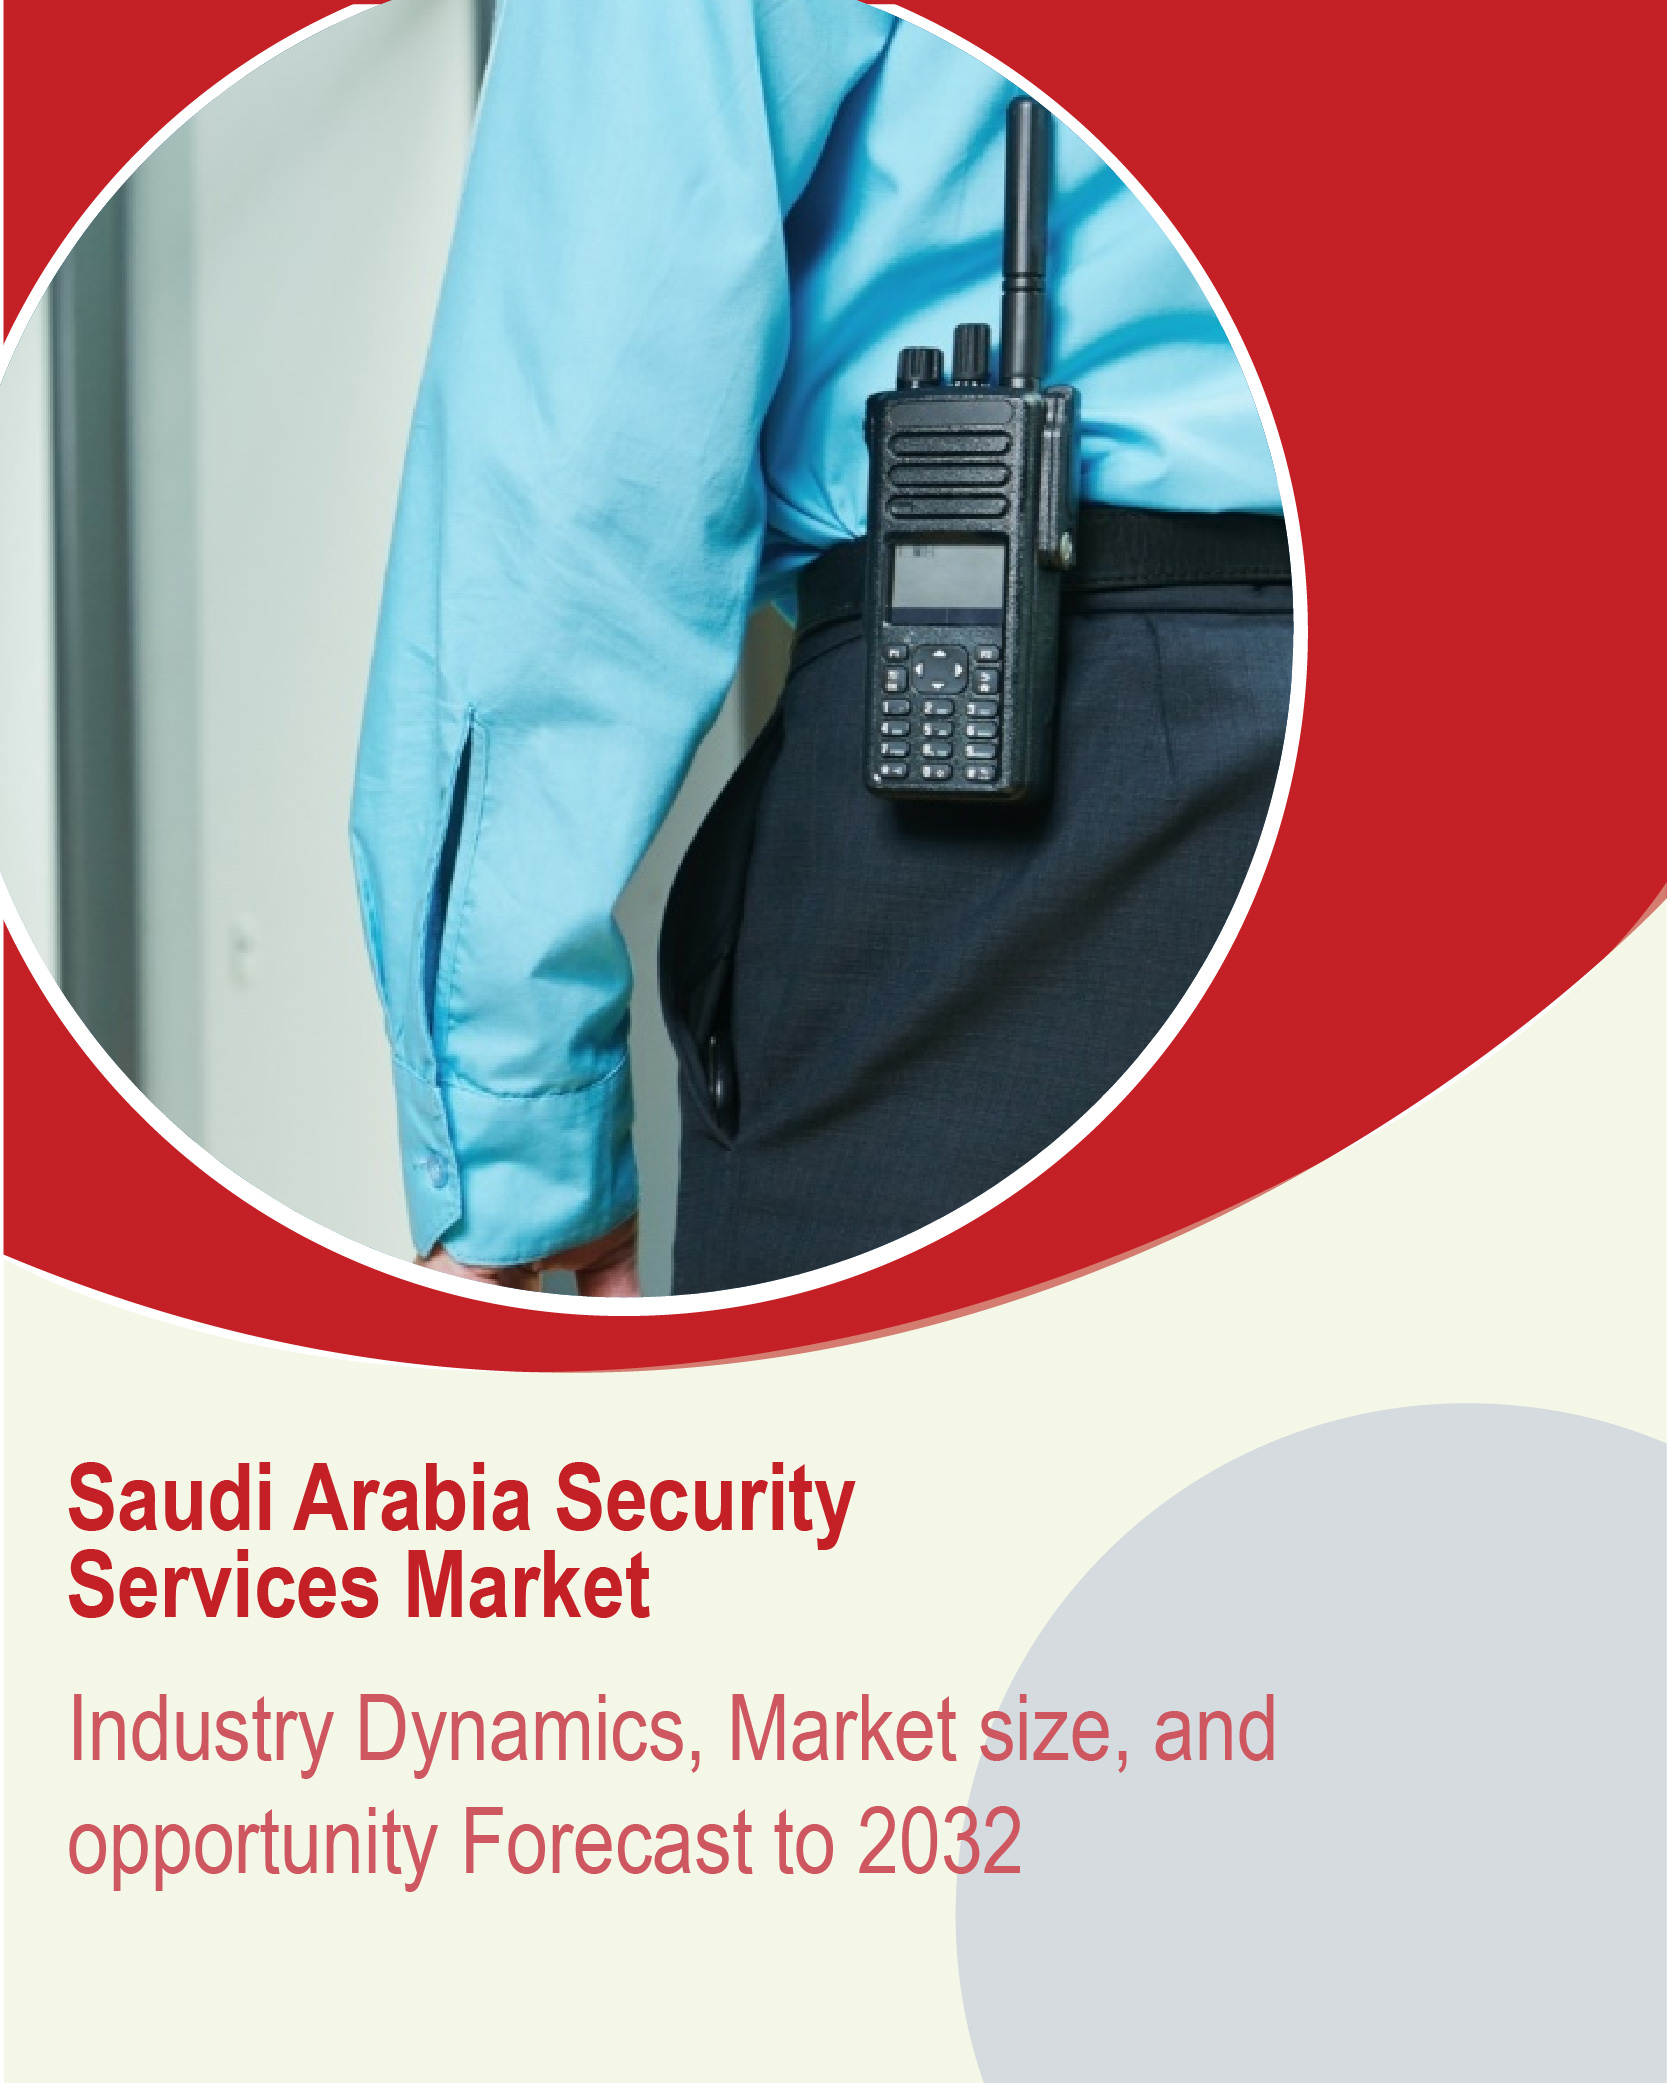 Saudi Arabia Security
Services Market
Industry Dynamics, Market size, and
opportunity Forecast to 2032